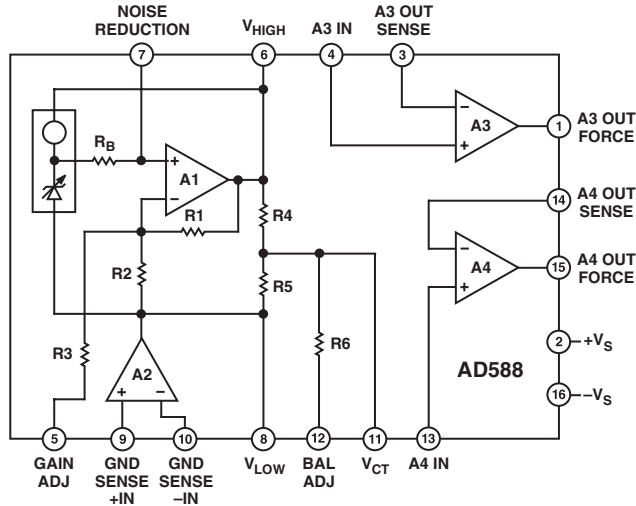 NOISE
REDUCTION
VHIGH
A3 IN
A3 OUT
SENSE
7
6
4
3
RB
A1
+
–
R1
R4
A3
–
+
1
A3 OUT
FORCE
14
A4 OUT
SENSE
R2
R5
A4
–
+
15
A4 OUT
FORCE
R3
R6
A2
+
–
2
+VS
AD588
16
–VS
5
9
10
8
12
11
13
GAIN
ADJ
GND
SENSE
+IN
GND
SENSE
–IN
VLOW
BAL
ADJ
VCT
A4 IN